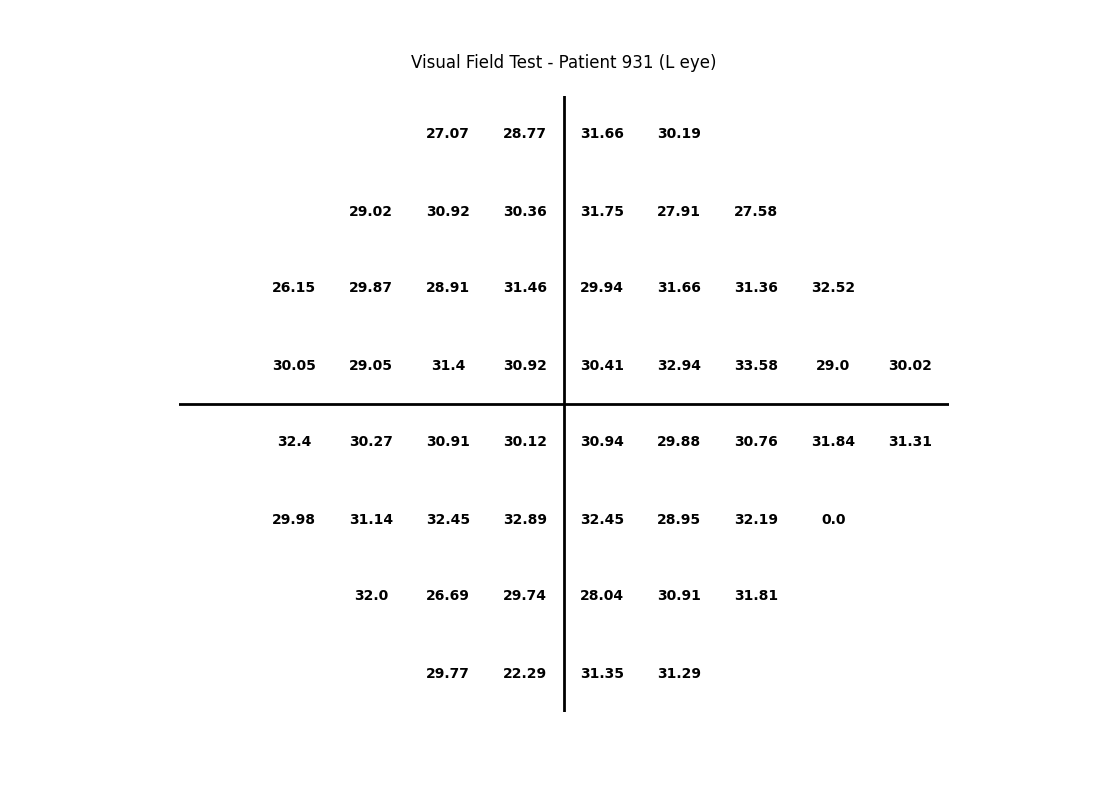 Visual Field Test - Patient 931 (L eye)
27.07 28.77 31.66 30.19
29.02 30.92 30.36 31.75 27.91 27.58
26.15 29.87 28.91 31.46 29.94 31.66 31.36 32.52
30.05 29.05 31.4 30.92 30.41 32.94 33.58 29.0 30.02
32.4 30.27 30.91 30.12 30.94 29.88 30.76 31.84 31.31
29.98 31.14 32.45 32.89 32.45 28.95 32.19 0.0
32.0 26.69 29.74 28.04 30.91 31.81
29.77 22.29 31.35 31.29